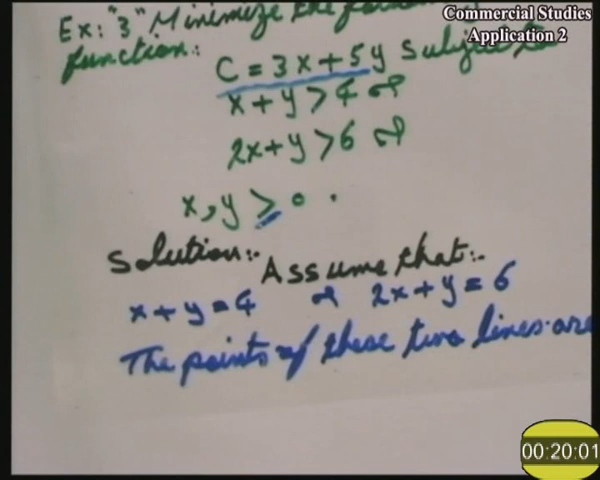 Commercial Studies
Application 2
Ex: "3" Minimize the
function:
C = 3x + 5y Subject to
x + y > 4 &
2x + y > 6 &
x, y ≥ 0 .
Solution:- Assume that:-
x + y = 4 & 2x + y = 6
The points of these two lines are
00:20:01